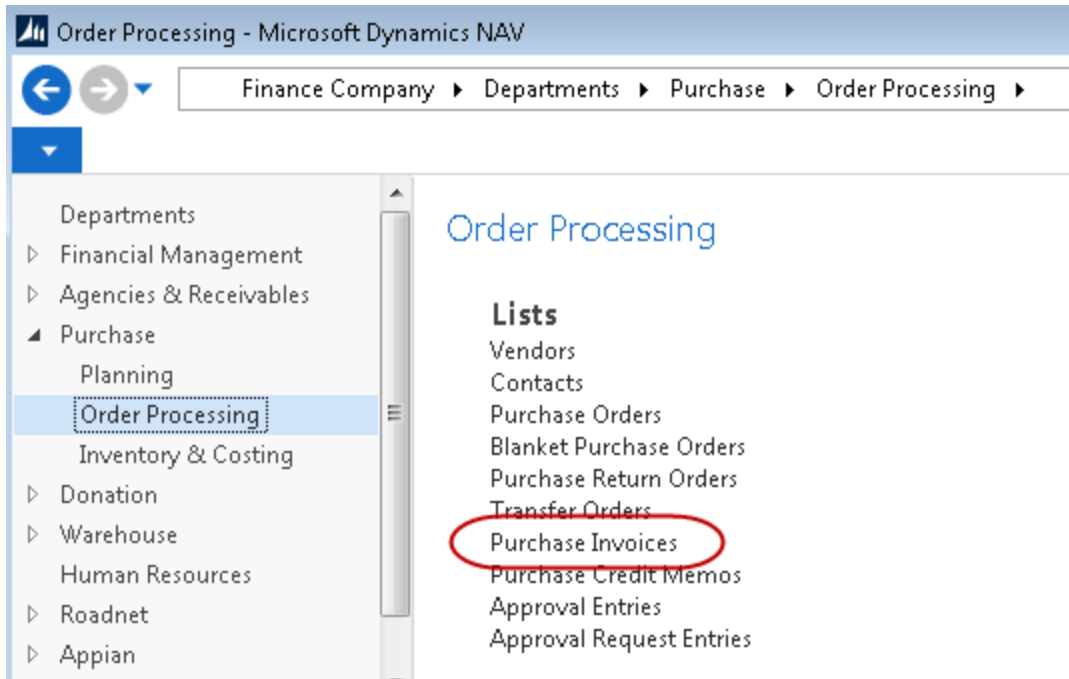 Order Processing - Microsoft Dynamics NAV
Finance Company ▸ Departments ▸ Purchase ▸ Order Processing ▸
Departments
Financial Management
Agencies & Receivables
Purchase
Planning
Order Processing
Inventory & Costing
Donation
Warehouse
Human Resources
Roadnet
Appian
Order Processing
Lists
Vendors
Contacts
Purchase Orders
Blanket Purchase Orders
Purchase Return Orders
Transfer Orders
Purchase Invoices
Purchase Credit Memos
Approval Entries
Approval Request Entries